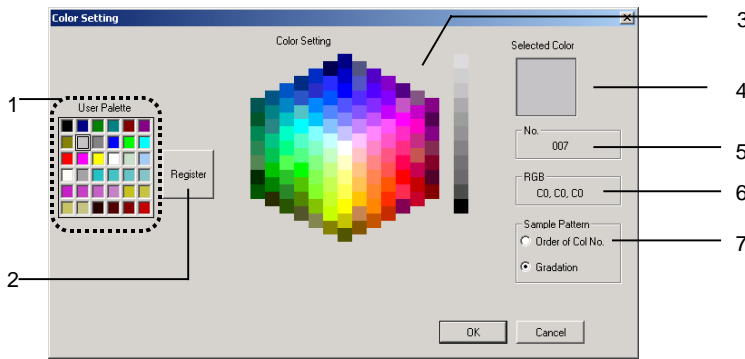 Color Setting
3
Color Setting
Selected Color
1
User Palette
4
No.
007
5
Register
RGB
C0, C0, C0
6
Sample Pattern
Order of Col No.
7
Gradation
2
OK
Cancel